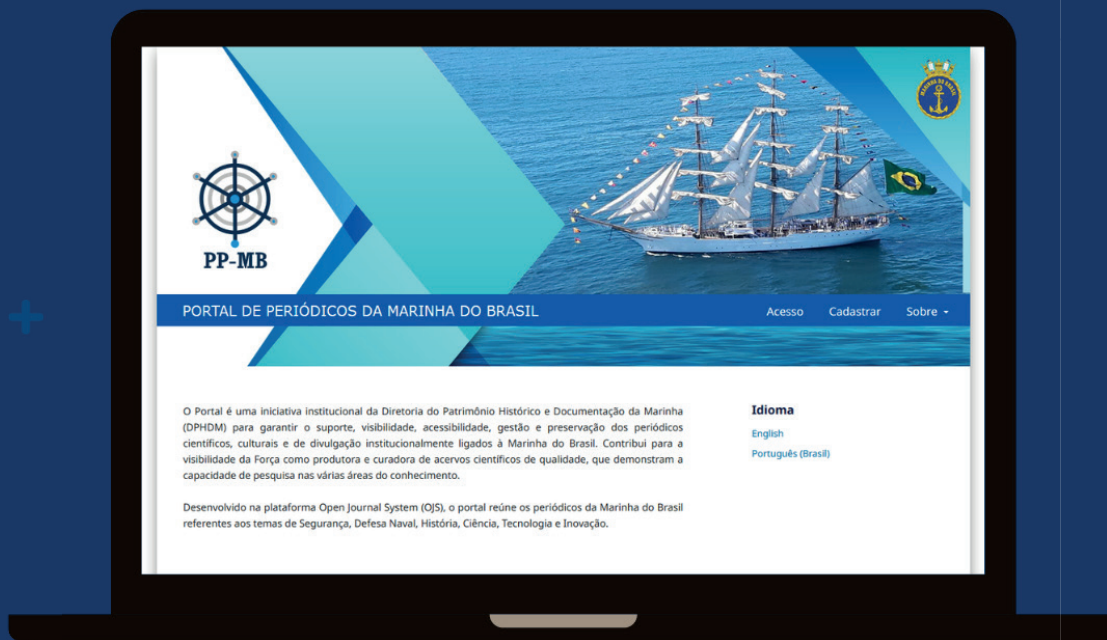 MARINHA DO BRASIL
PP-MB
PORTAL DE PERIÓDICOS DA MARINHA DO BRASIL
Acesso Cadastrar Sobre
O Portal é uma iniciativa institucional da Diretoria do Patrimônio Histórico e Documentação da Marinha
(DPHDM) para garantir o suporte, visibilidade, acessibilidade, gestão e preservação dos periódicos
científicos, culturais e de divulgação institucionalmente ligados à Marinha do Brasil. Contribui para a
visibilidade da Força como produtora e curadora de acervos científicos de qualidade, que demonstram a
capacidade de pesquisa nas várias áreas do conhecimento.
Desenvolvido na plataforma Open Journal System (OJS), o portal reúne os periódicos da Marinha do Brasil
referentes aos temas de Segurança, Defesa Naval, História, Ciência, Tecnologia e Inovação.
Idioma
English
Português (Brasil)